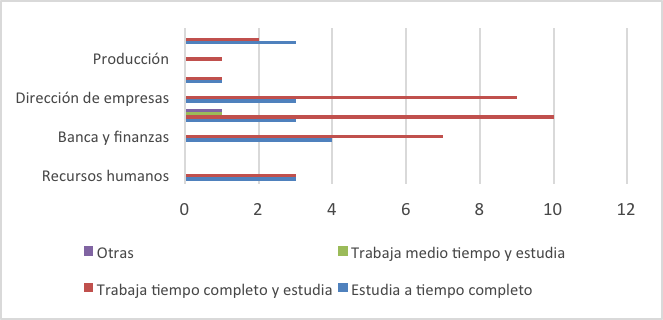 Producción
Dirección de empresas
Banca y finanzas
Recursos humanos
0 2 4 6 8 10 12
Otras Trabaja medio tiempo y estudia
Trabaja tiempo completo y estudia Estudia a tiempo completo